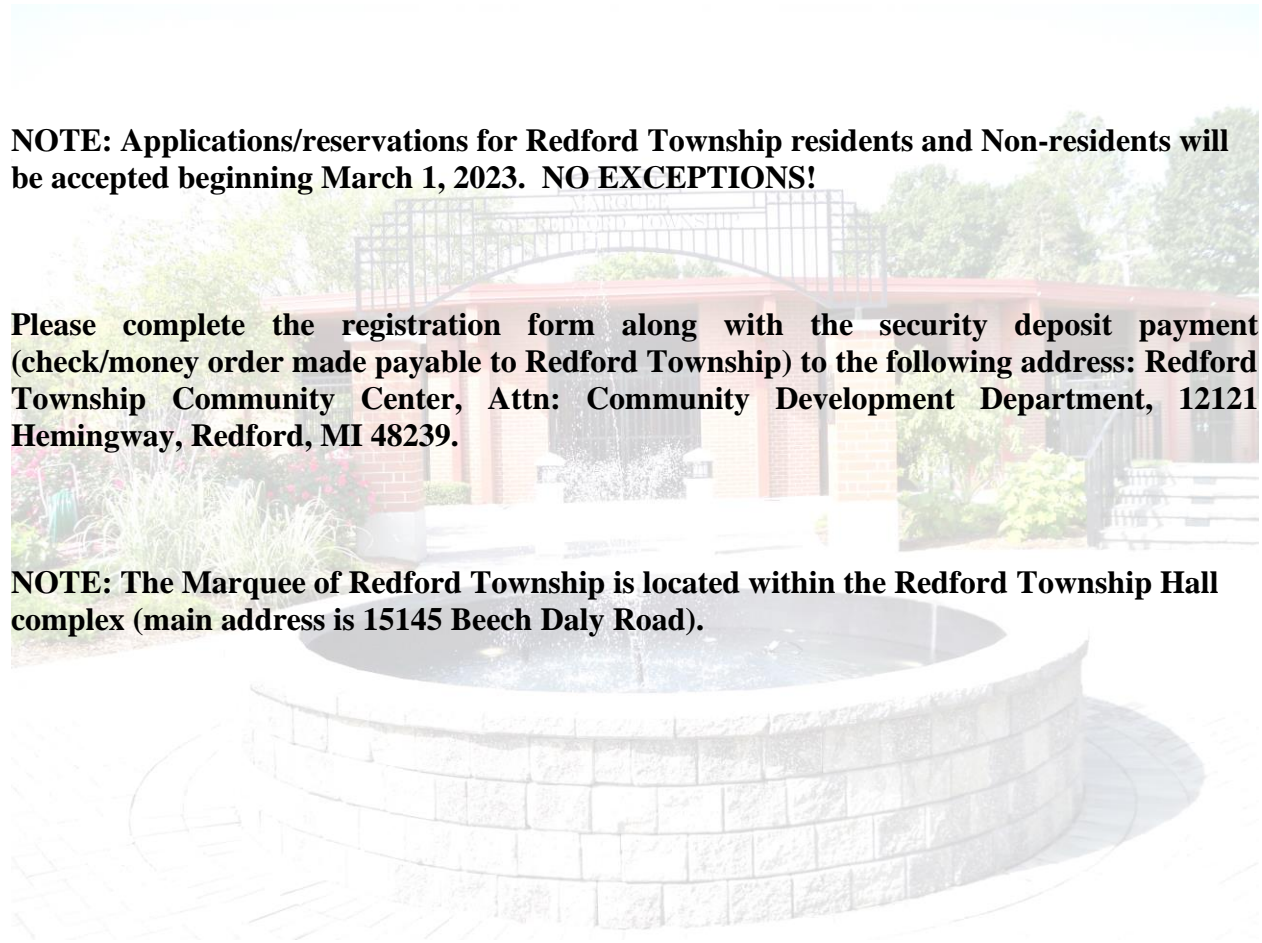 NOTE: Applications/reservations for Redford Township residents and Non-residents will
be accepted beginning March 1, 2023.  NO EXCEPTIONS!
MARQUEE
REDFORD TOWNSHIP
Please complete the registration form along with the security deposit payment
(check/money order made payable to Redford Township) to the following address: Redford
Township Community Center, Attn: Community Development Department, 12121
Hemingway, Redford, MI 48239.
NOTE: The Marquee of Redford Township is located within the Redford Township Hall
complex (main address is 15145 Beech Daly Road).